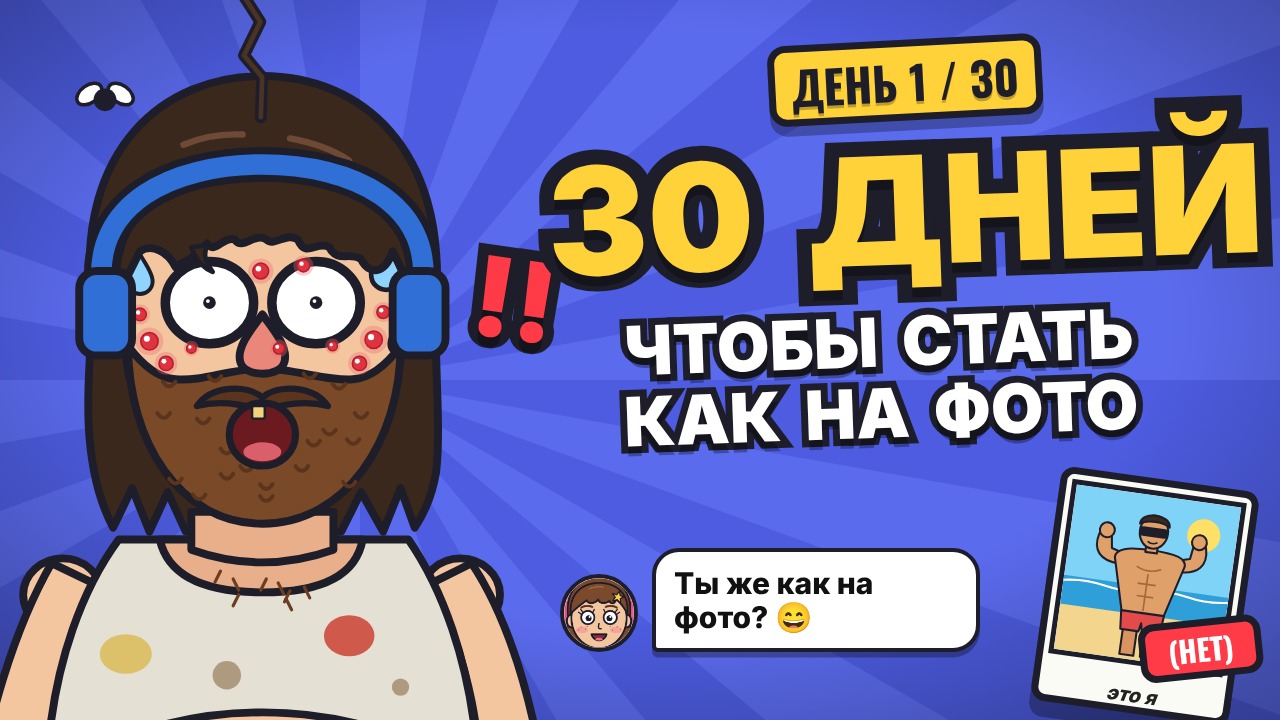 ДЕНЬ 1 / 30
30 ДНЕЙ
!!
ЧТОБЫ СТАТЬ
КАК НА ФОТО
Ты же как на
фото? 😄
(НЕТ)
это я